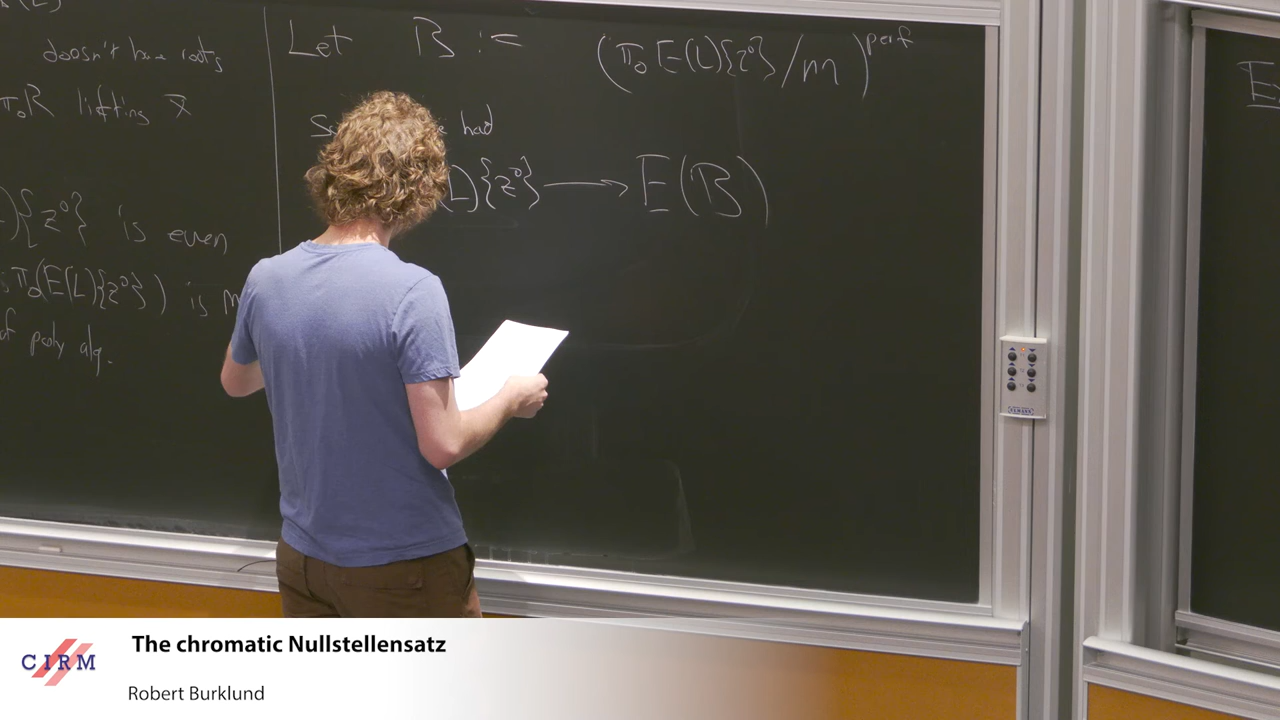 doesn't have roots
π₀R lifting x̄
){z⁰} is even
π₀(E(L){z⁰}) is
of poly alg.
Let B := (π₀E(L){z⁰}/m)^perf
had
L){z⁰} ⟶ E(B)
CIRM
The chromatic Nullstellensatz
Robert Burklund